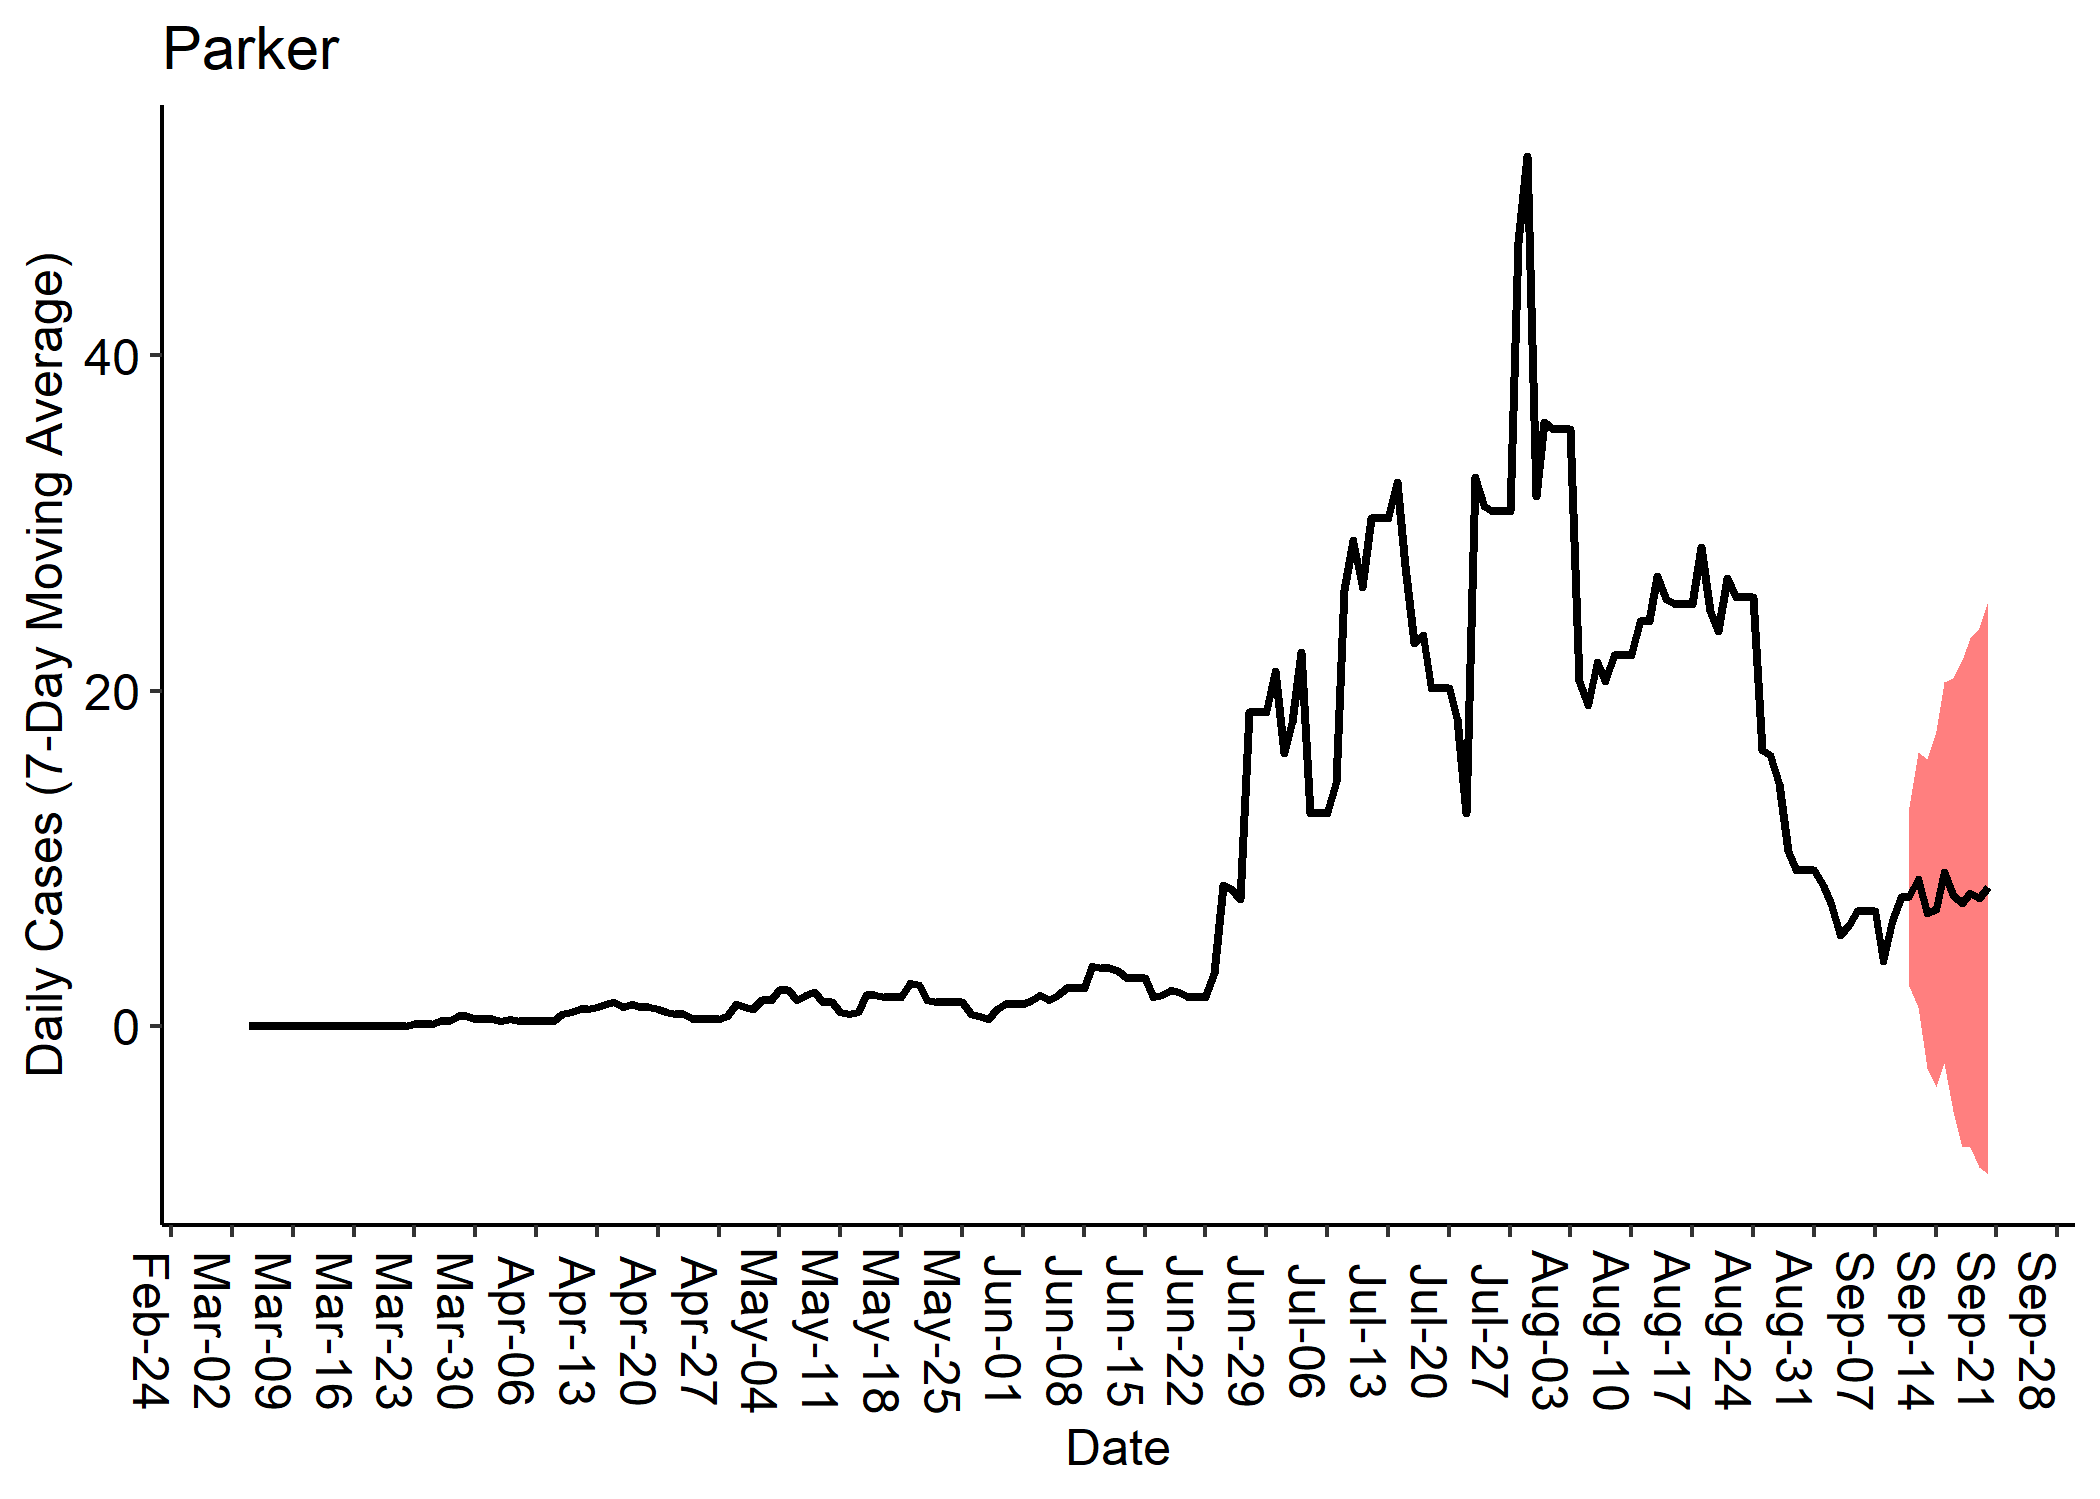 Parker
Daily Cases (7-Day Moving Average)
40
20
0
Feb-24
Mar-02
Mar-09
Mar-16
Mar-23
Mar-30
Apr-06
Apr-13
Apr-20
Apr-27
May-04
May-11
May-18
May-25
Jun-01
Jun-08
Jun-15
Jun-22
Jun-29
Jul-06
Jul-13
Jul-20
Jul-27
Aug-03
Aug-10
Aug-17
Aug-24
Aug-31
Sep-07
Sep-14
Sep-21
Sep-28
Date